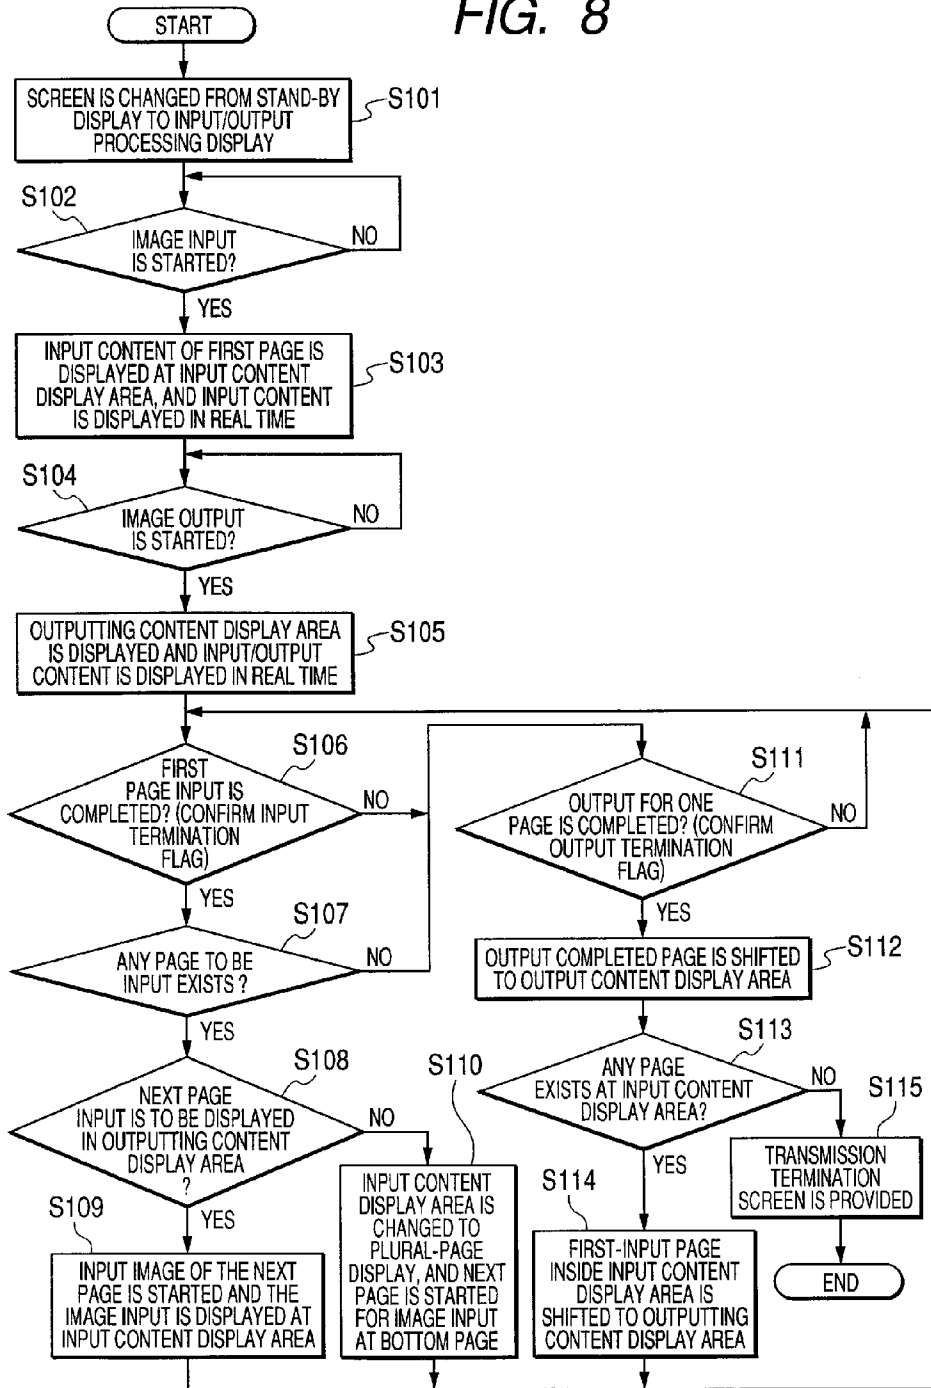 FIG. 8
START
SCREEN IS CHANGED FROM STAND-BY
DISPLAY TO INPUT/OUTPUT
PROCESSING DISPLAY
S101
S102
IMAGE INPUT
IS STARTED?
NO
YES
INPUT CONTENT OF FIRST PAGE IS
DISPLAYED AT INPUT CONTENT
DISPLAY AREA, AND INPUT CONTENT
IS DISPLAYED IN REAL TIME
S103
S104
IMAGE OUTPUT
IS STARTED?
NO
YES
OUTPUTTING CONTENT DISPLAY AREA
IS DISPLAYED AND INPUT/OUTPUT
CONTENT IS DISPLAYED IN REAL TIME
S105
S106
FIRST
PAGE INPUT IS
COMPLETED? (CONFIRM INPUT
TERMINATION
FLAG)
NO
YES
S107
ANY PAGE TO BE
INPUT EXISTS ?
NO
YES
S108
NEXT PAGE
INPUT IS TO BE DISPLAYED
IN OUTPUTTING CONTENT
DISPLAY AREA
?
NO
YES
S109
INPUT IMAGE OF THE NEXT
PAGE IS STARTED AND THE
IMAGE INPUT IS DISPLAYED AT
INPUT CONTENT DISPLAY AREA
S110
INPUT CONTENT
DISPLAY AREA IS
CHANGED TO
PLURAL-PAGE
DISPLAY, AND NEXT
PAGE IS STARTED
FOR IMAGE INPUT
AT BOTTOM PAGE
S111
OUTPUT FOR ONE
PAGE IS COMPLETED? (CONFIRM
OUTPUT TERMINATION
FLAG)
NO
YES
OUTPUT COMPLETED PAGE IS SHIFTED
TO OUTPUT CONTENT DISPLAY AREA
S112
S113
ANY PAGE
EXISTS AT INPUT CONTENT
DISPLAY AREA?
NO
YES
S114
FIRST-INPUT PAGE
INSIDE INPUT CONTENT
DISPLAY AREA IS
SHIFTED TO OUTPUTTING
CONTENT DISPLAY AREA
S115
TRANSMISSION
TERMINATION
SCREEN IS PROVIDED
END